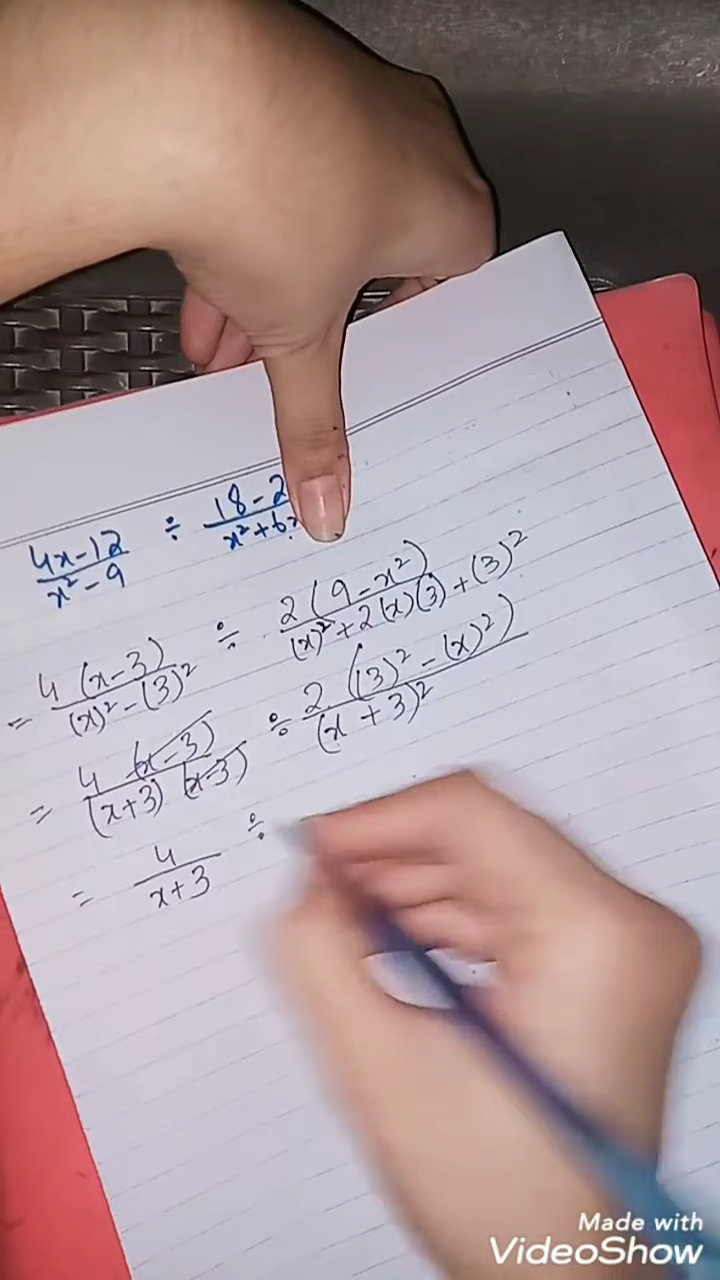 4x-12/x²-9 ÷ 18-2/x²+6
= 4(x-3)/(x)²-(3)² ÷ 2(9-x²)/(x)²+2(x)(3)+(3)²
= 4(x-3)/(x+3)(x-3) ÷ 2((3)²-(x)²)/(x+3)²
= 4/x+3 ÷
Made with
VideoShow